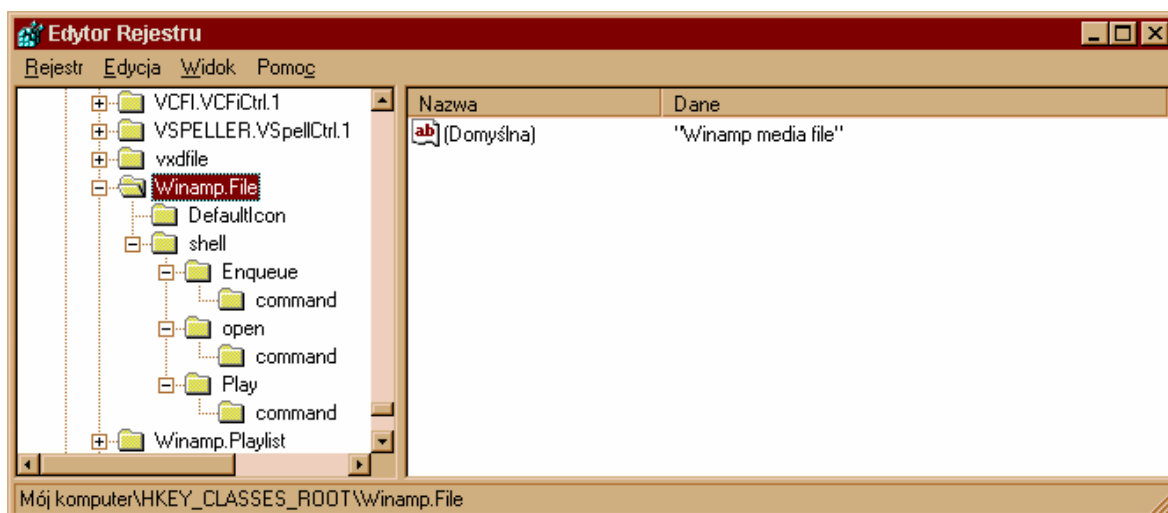 Edytor Rejestru
Rejestr Edycja Widok Pomoc
VCFI.VCFiCtrl.1
VSPELLER.VSpellCtrl.1
vxdfile
Winamp.File
DefaultIcon
shell
Enqueue
command
open
command
Play
command
Winamp.Playlist
Nazwa Dane
ab (Domyślna) "Winamp media file"
Mój komputer\HKEY_CLASSES_ROOT\Winamp.File